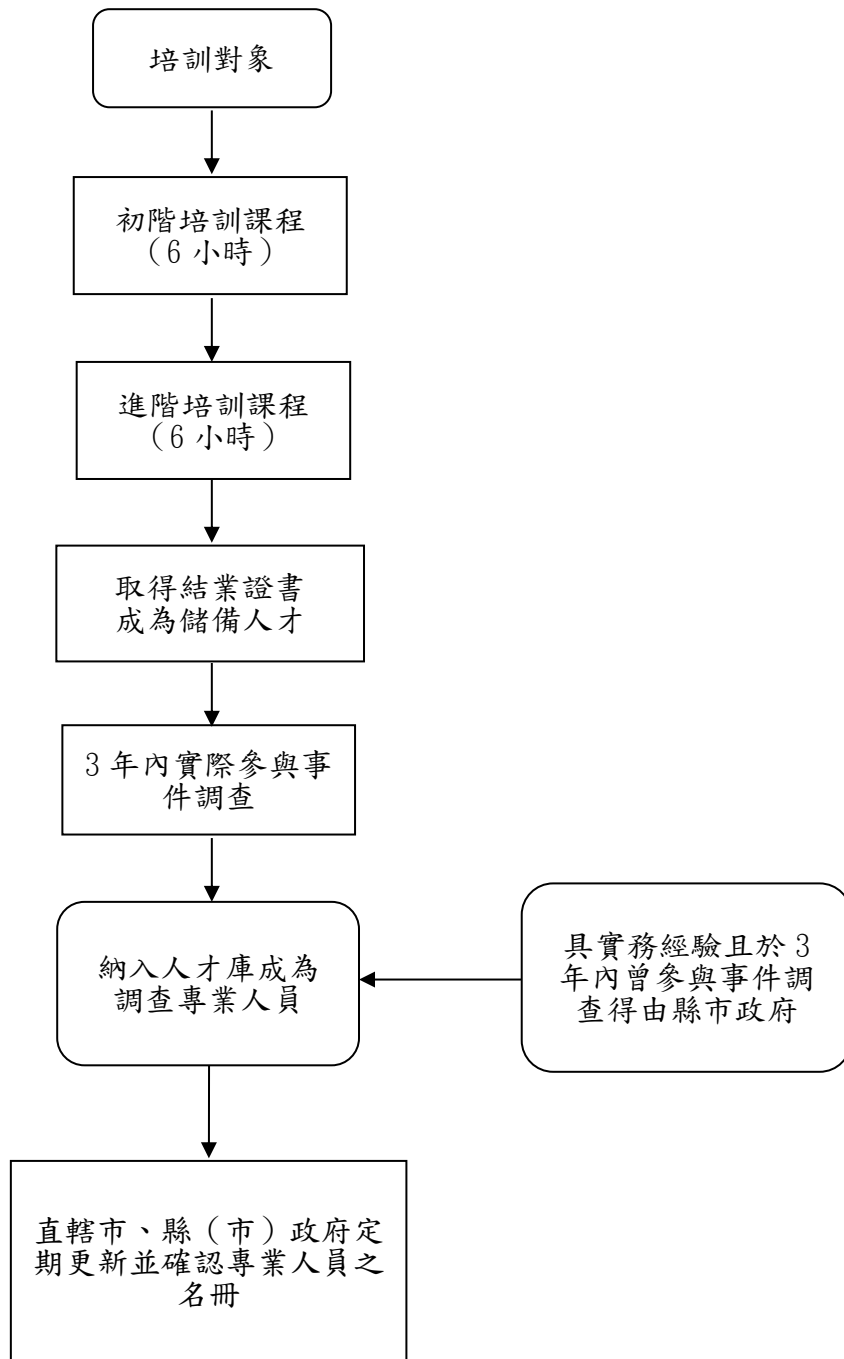 培訓對象
初階培訓課程
（6 小時）
進階培訓課程
（6 小時）
取得結業證書
成為儲備人才
3 年內實際參與事
件調查
納入人才庫成為
調查專業人員
具實務經驗且於 3
年內曾參與事件調
查得由縣市政府
直轄市、縣（市）政府定
期更新並確認專業人員之
名冊